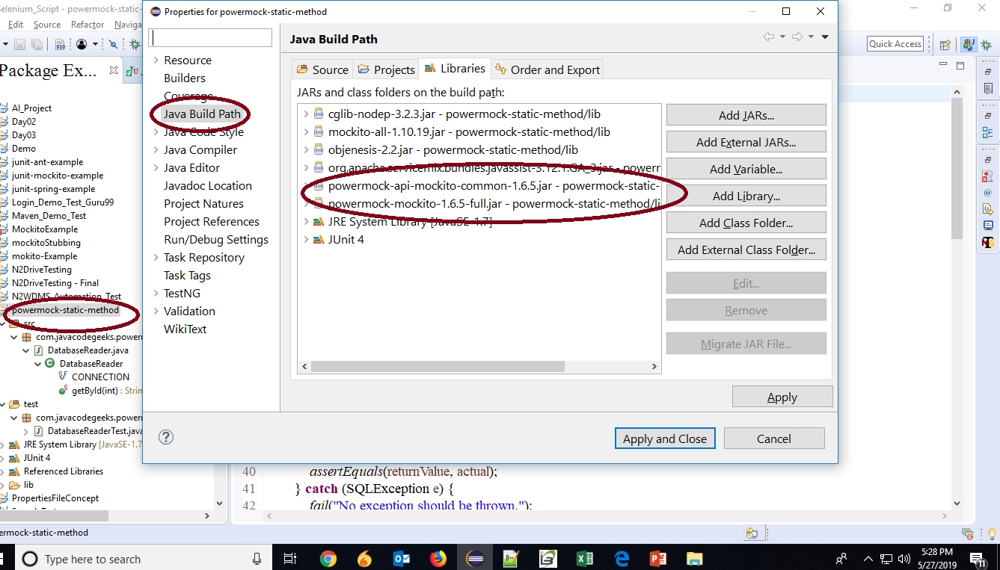 Selenium_Script - powermock-static-
Edit Source Refactor Naviga
Quick Access
Package Ex...
AI_Project
Day02
Day03
Demo
junit-ant-example
junit-mockito-example
junit-spring-example
Login_Demo_Test_Guru99
Maven_Demo_Test
MockitoExample
mockitoStubbing
mokito-Example
N2DriveTesting
N2DriveTesting - Final
N2WDMS_Automation_Test
powermock-static-method
src
com.javacodegeeks.power
DatabaseReader.java
DatabaseReader
CONNECTION
getById(int) : Strin
test
com.javacodegeeks.power
DatabaseReaderTest.java
JRE System Library [JavaSE-1.7
JUnit 4
Referenced Libraries
lib
PropertiesFileConcept
Properties for powermock-static-method
Resource
Builders
Coverage
Java Build Path
Java Code Style
Java Compiler
Java Editor
Javadoc Location
Project Natures
Project References
Run/Debug Settings
Task Repository
Task Tags
TestNG
Validation
WikiText
Java Build Path
Source Projects Libraries Order and Export
JARs and class folders on the build path:
cglib-nodep-3.2.3.jar - powermock-static-method/lib
mockito-all-1.10.19.jar - powermock-static-method/lib
objenesis-2.2.jar - powermock-static-method/lib
org.apache.servicemix.bundles.javassist-3.12.1.GA_3.jar - powerr
powermock-api-mockito-common-1.6.5.jar - powermock-static-
powermock-mockito-1.6.5-full.jar - powermock-static-method/li
JRE System Library [JavaSE-1.7]
JUnit 4
Add JARs...
Add External JARs...
Add Variable...
Add Library...
Add Class Folder...
Add External Class Folder...
Edit...
Remove
Migrate JAR File...
Apply
Apply and Close Cancel
40 assertEquals(returnValue, actual);
41 } catch (SQLException e) {
42 fail("No exception should be thrown.");
ermock-static-method
Type here to search
5:28 PM
5/27/2019
11